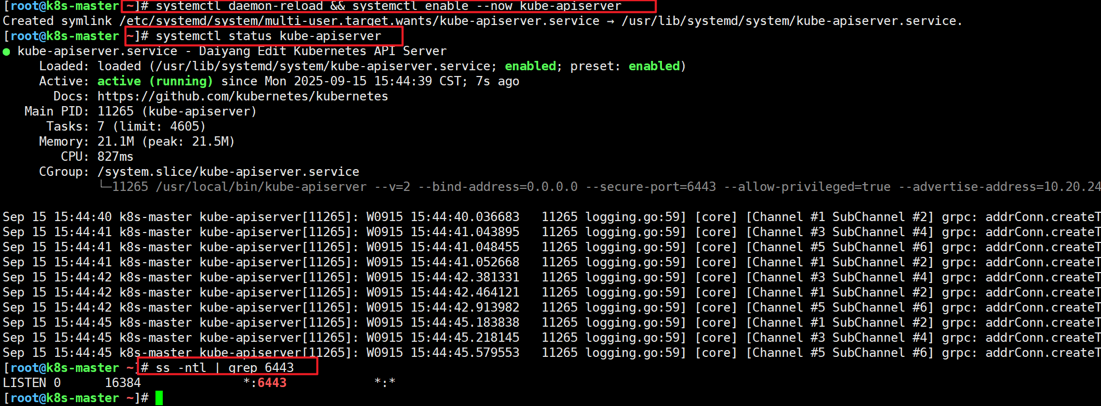 [root@k8s-master ~]# systemctl daemon-reload && systemctl enable --now kube-apiserver
Created symlink /etc/systemd/system/multi-user.target.wants/kube-apiserver.service → /usr/lib/systemd/system/kube-apiserver.service.
[root@k8s-master ~]# systemctl status kube-apiserver
● kube-apiserver.service - Daiyang Edit Kubernetes API Server
     Loaded: loaded (/usr/lib/systemd/system/kube-apiserver.service; enabled; preset: enabled)
     Active: active (running) since Mon 2025-09-15 15:44:39 CST; 7s ago
       Docs: https://github.com/kubernetes/kubernetes
   Main PID: 11265 (kube-apiserver)
      Tasks: 7 (limit: 4605)
     Memory: 21.1M (peak: 21.5M)
        CPU: 827ms
     CGroup: /system.slice/kube-apiserver.service
             └─11265 /usr/local/bin/kube-apiserver --v=2 --bind-address=0.0.0.0 --secure-port=6443 --allow-privileged=true --advertise-address=10.20.24
Sep 15 15:44:40 k8s-master kube-apiserver[11265]: W0915 15:44:40.036683   11265 logging.go:59] [core] [Channel #1 SubChannel #2] grpc: addrConn.createT
Sep 15 15:44:41 k8s-master kube-apiserver[11265]: W0915 15:44:41.043895   11265 logging.go:59] [core] [Channel #3 SubChannel #4] grpc: addrConn.createT
Sep 15 15:44:41 k8s-master kube-apiserver[11265]: W0915 15:44:41.048455   11265 logging.go:59] [core] [Channel #5 SubChannel #6] grpc: addrConn.createT
Sep 15 15:44:41 k8s-master kube-apiserver[11265]: W0915 15:44:41.052668   11265 logging.go:59] [core] [Channel #1 SubChannel #2] grpc: addrConn.createT
Sep 15 15:44:42 k8s-master kube-apiserver[11265]: W0915 15:44:42.381331   11265 logging.go:59] [core] [Channel #3 SubChannel #4] grpc: addrConn.createT
Sep 15 15:44:42 k8s-master kube-apiserver[11265]: W0915 15:44:42.464121   11265 logging.go:59] [core] [Channel #1 SubChannel #2] grpc: addrConn.createT
Sep 15 15:44:42 k8s-master kube-apiserver[11265]: W0915 15:44:42.913982   11265 logging.go:59] [core] [Channel #5 SubChannel #6] grpc: addrConn.createT
Sep 15 15:44:45 k8s-master kube-apiserver[11265]: W0915 15:44:45.183838   11265 logging.go:59] [core] [Channel #1 SubChannel #2] grpc: addrConn.createT
Sep 15 15:44:45 k8s-master kube-apiserver[11265]: W0915 15:44:45.218145   11265 logging.go:59] [core] [Channel #3 SubChannel #4] grpc: addrConn.createT
Sep 15 15:44:45 k8s-master kube-apiserver[11265]: W0915 15:44:45.579553   11265 logging.go:59] [core] [Channel #5 SubChannel #6] grpc: addrConn.createT
[root@k8s-master ~]# ss -ntl | grep 6443
LISTEN 0      16384                  *:6443            *:*
[root@k8s-master ~]#